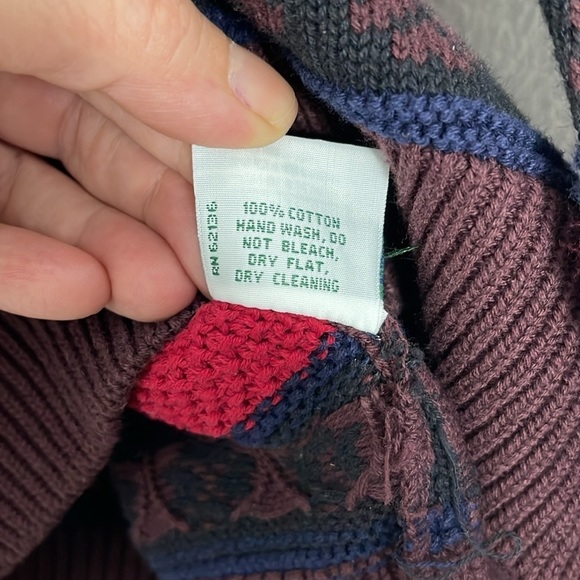 100% COTTON
HAND WASH, DO
NOT BLEACH,
DRY FLAT,
DRY CLEANING
RN 62136